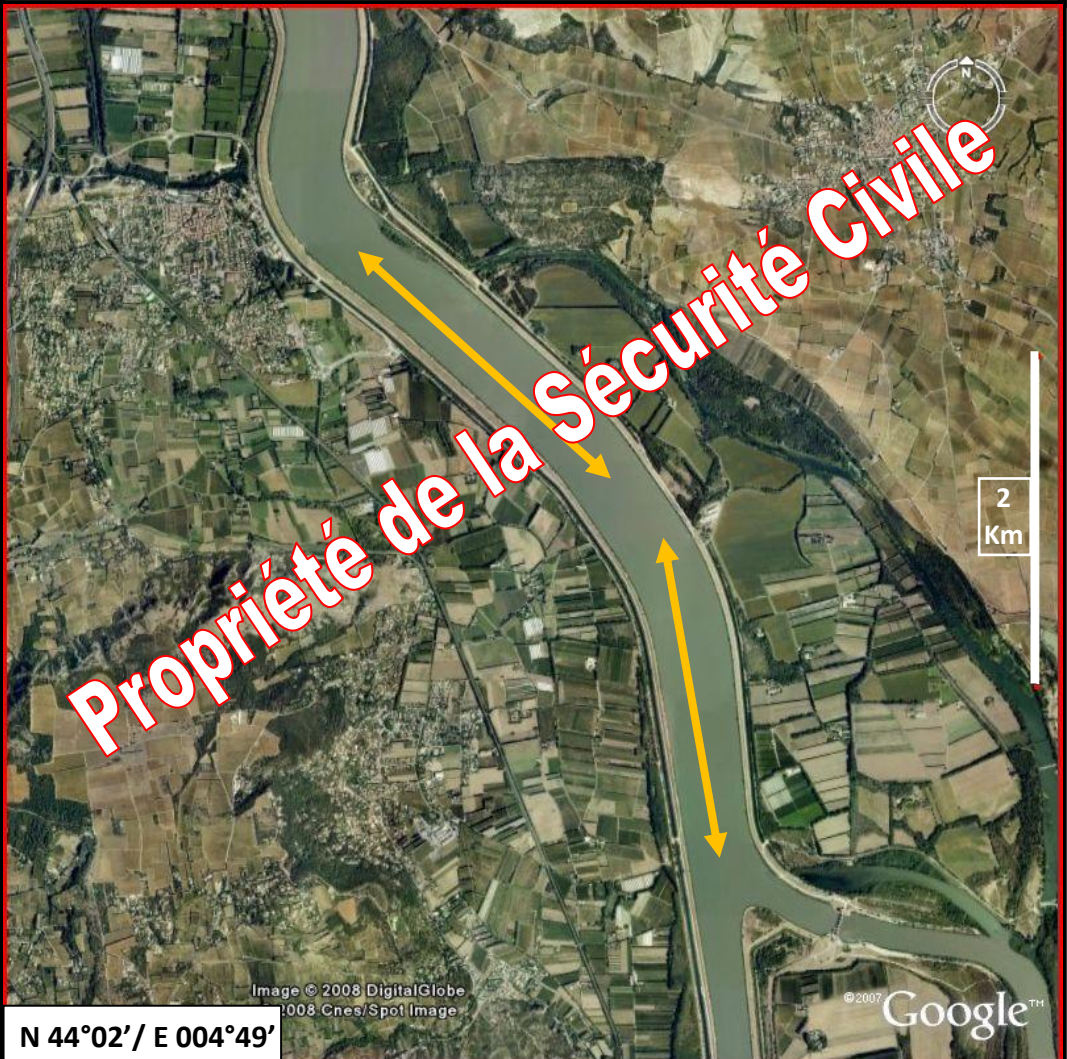 N
Propriété de la Sécurité Civile
2
Km
Image © 2008 DigitalGlobe
2008 Cnes/Spot Image
©2007 Google™
N 44°02’/ E 004°49’